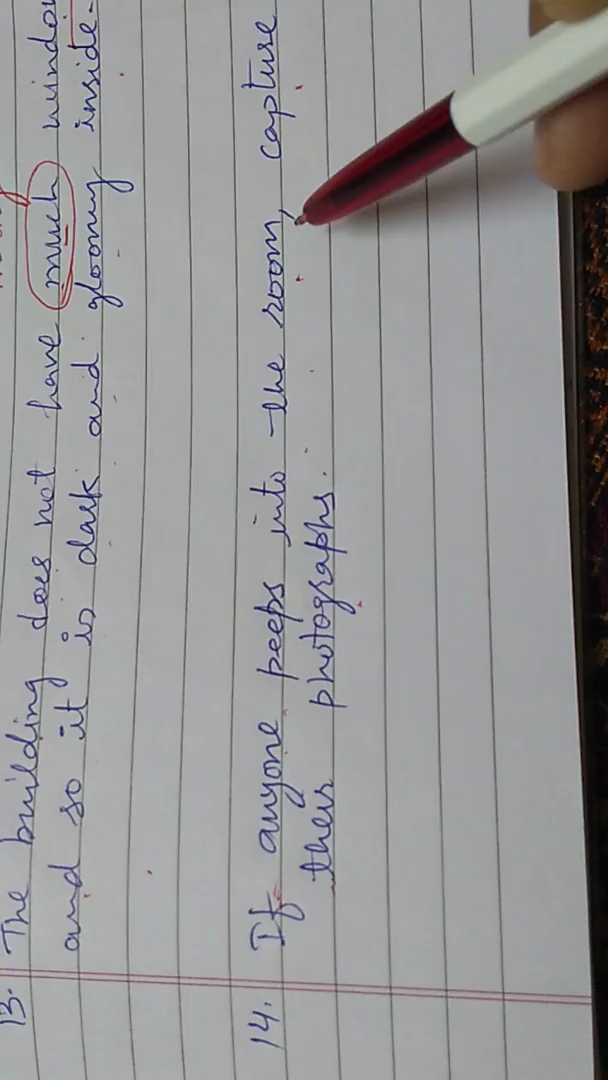 13. The building does not have much
and so it is dark and gloomy inside.
14. If anyone peeps into the room, capture
their photographs.